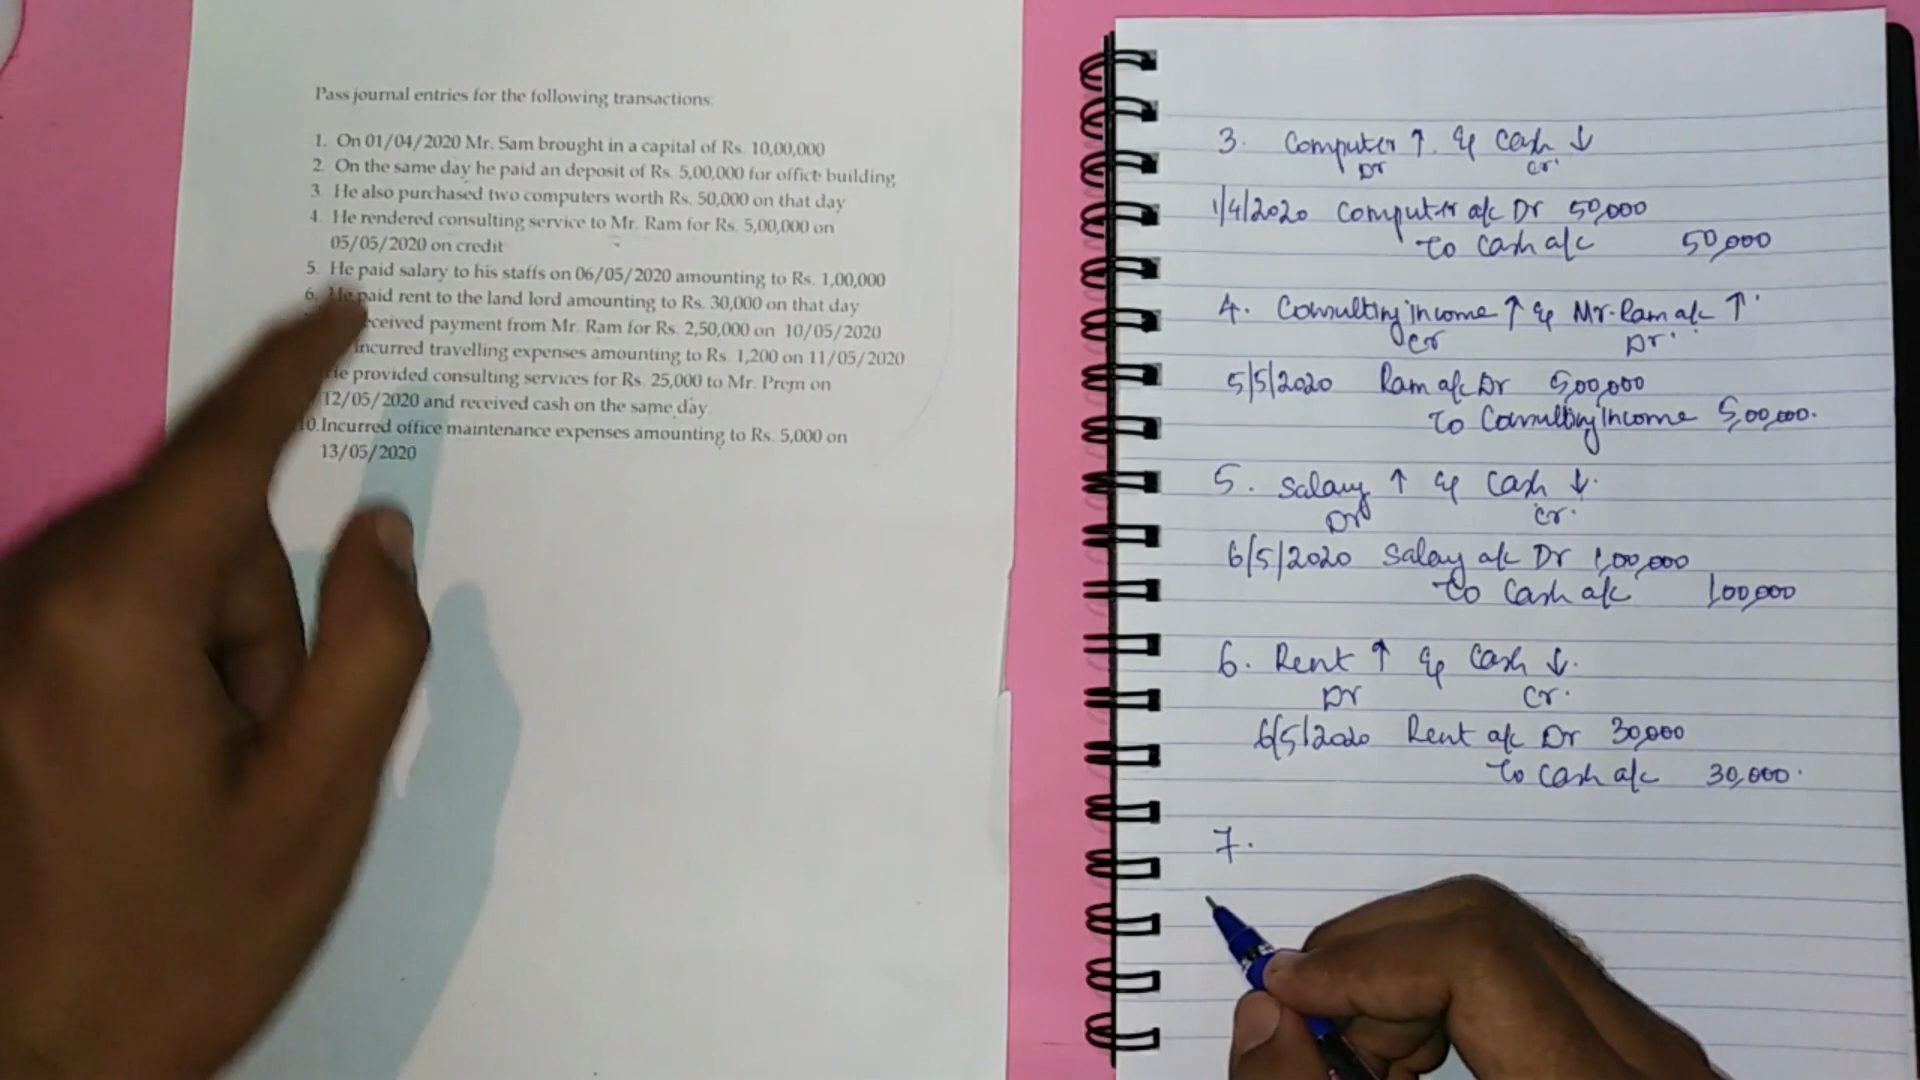 Pass journal entries for the following transactions:
1. On 01/04/2020 Mr. Sam brought in a capital of Rs. 10,00,000
2. On the same day he paid an deposit of Rs. 5,00,000 for office building
3. He also purchased two computers worth Rs. 50,000 on that day
4. He rendered consulting service to Mr. Ram for Rs. 5,00,000 on
05/05/2020 on credit
5. He paid salary to his staffs on 06/05/2020 amounting to Rs. 1,00,000
6. He paid rent to the land lord amounting to Rs. 30,000 on that day
payment from Mr. Ram for Rs. 2,50,000 on 10/05/2020
incurred travelling expenses amounting to Rs. 1,200 on 11/05/2020
He provided consulting services for Rs. 25,000 to Mr. Prem on
12/05/2020 and received cash on the same day.
10. Incurred office maintenance expenses amounting to Rs. 5,000 on
13/05/2020
3. Computer ↑. & Cash ↓
Dr Cr.
1/4/2020 Computer a/c Dr 50,000
To Cash a/c 50,000
4. Consulting income ↑ & Mr. Ram a/c ↑.
Cr Dr.
5/5/2020 Ram a/c Dr 5,00,000
To Consulting Income 5,00,000.
5. Salary ↑ & Cash ↓.
Dr Cr.
6/5/2020 Salary a/c Dr 1,00,000
To Cash a/c 1,00,000
6. Rent ↑ & Cash ↓.
Dr Cr.
6/5/2020 Rent a/c Dr 30,000
To Cash a/c 30,000.
7.